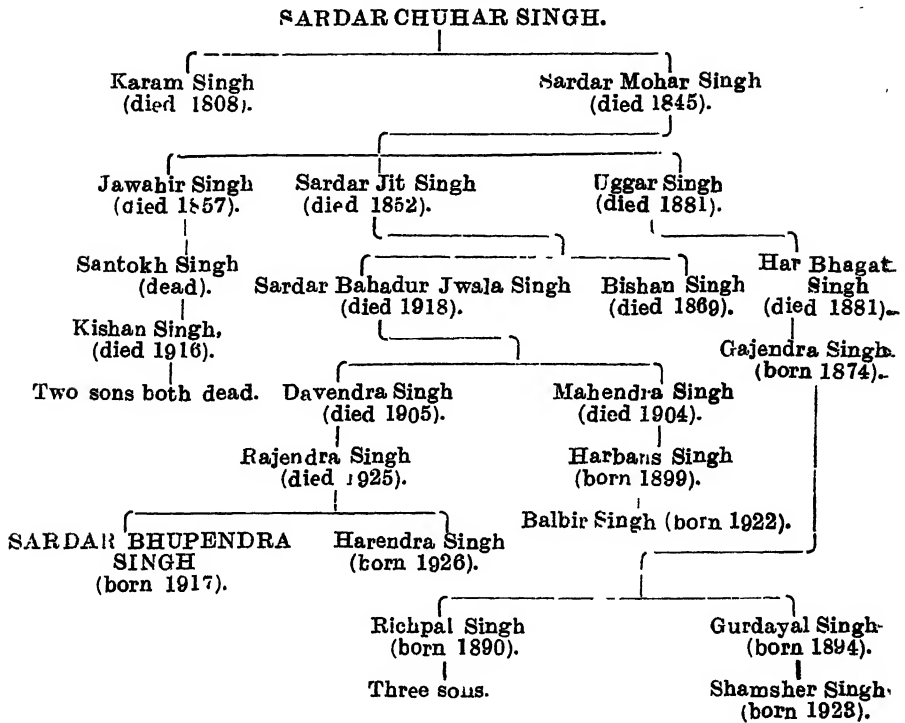 SARDAR CHUHAR SINGH.
Karam Singh
(died 1808).
Sardar Mohar Singh
(died 1845).
Jawahir Singh
(died 1857).
Sardar Jit Singh
(died 1852).
Uggar Singh
(died 1881).
Santokh Singh
(dead).
Sardar Bahadur Jwala Singh
(died 1918).
Bishan Singh
(died 1869).
Har Bhagat
Singh
(died 1881).
Kishan Singh,
(died 1916).
Gajendra Singh.
(born 1874).
Two sons both dead.
Davendra Singh
(died 1905).
Mahendra Singh
(died 1904).
Rajendra Singh
(died 1925).
Harbans Singh
(born 1899).
Balbir Singh (born 1922).
SARDAR BHUPENDRA
SINGH
(born 1917).
Harendra Singh
(born 1926).
Richpal Singh
(born 1890).
Gurdayal Singh
(born 1894).
Three sons.
Shamsher Singh
(born 1923).